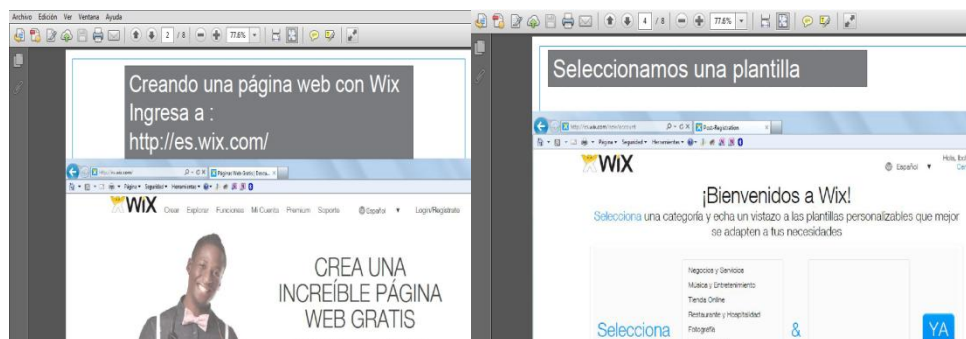 Archivo Edición Ver Ventana Ayuda
2 / 8 77.6%
Creando una página web con Wix
Ingresa a :
http://es.wix.com/
WiX Crear Explorar Funciones Mi Cuenta Premium Soporte Español Login/Regístrate
CREA UNA
INCREÍBLE PÁGINA
WEB GRATIS
4 / 8 77.6%
Seleccionamos una plantilla
Post-Registration
WiX Español
¡Bienvenidos a Wix!
Selecciona una categoría y echa un vistazo a las plantillas personalizables que mejor
se adapten a tus necesidades
Negocios y Servicios
Música y Entretenimiento
Tienda Online
Restaurante y Hospitalidad
Fotografía
Selecciona & YA